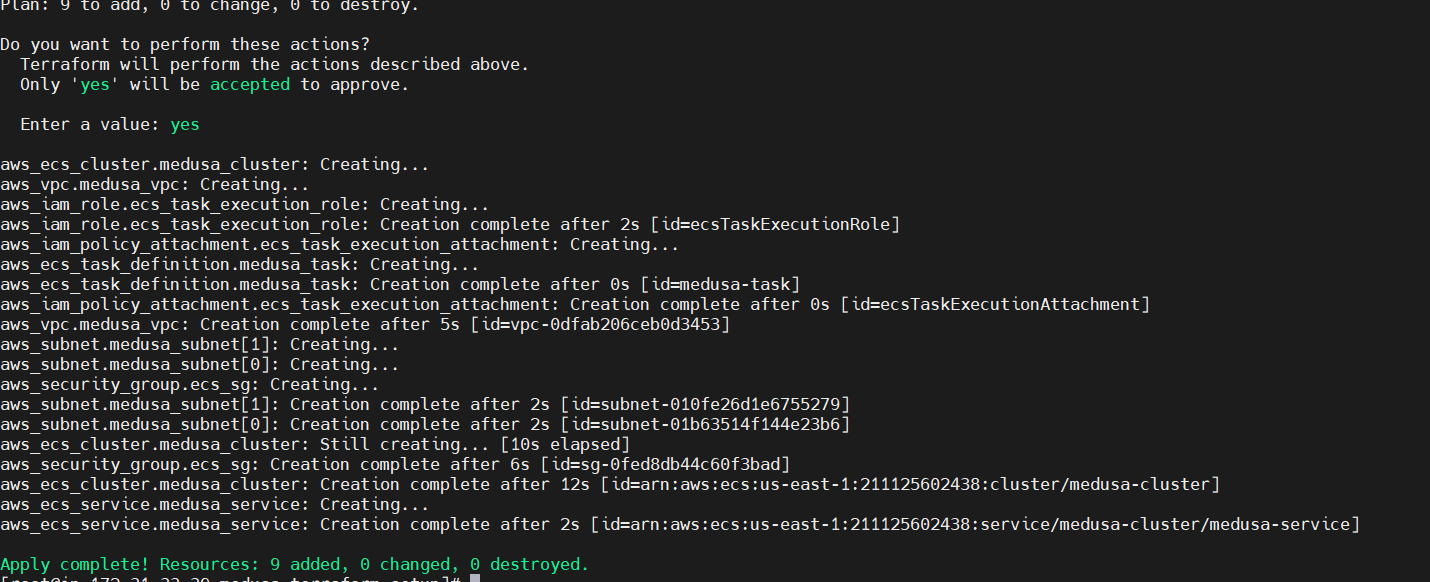 Plan: 9 to add, 0 to change, 0 to destroy.
Do you want to perform these actions?
Terraform will perform the actions described above.
Only 'yes' will be accepted to approve.
Enter a value: yes
aws_ecs_cluster.medusa_cluster: Creating...
aws_vpc.medusa_vpc: Creating...
aws_iam_role.ecs_task_execution_role: Creating...
aws_iam_role.ecs_task_execution_role: Creation complete after 2s [id=ecsTaskExecutionRole]
aws_iam_policy_attachment.ecs_task_execution_attachment: Creating...
aws_ecs_task_definition.medusa_task: Creating...
aws_ecs_task_definition.medusa_task: Creation complete after 0s [id=medusa-task]
aws_iam_policy_attachment.ecs_task_execution_attachment: Creation complete after 0s [id=ecsTaskExecutionAttachment]
aws_vpc.medusa_vpc: Creation complete after 5s [id=vpc-0dfab206ceb0d3453]
aws_subnet.medusa_subnet[1]: Creating...
aws_subnet.medusa_subnet[0]: Creating...
aws_security_group.ecs_sg: Creating...
aws_subnet.medusa_subnet[1]: Creation complete after 2s [id=subnet-010fe26d1e6755279]
aws_subnet.medusa_subnet[0]: Creation complete after 2s [id=subnet-01b63514f144e23b6]
aws_ecs_cluster.medusa_cluster: Still creating... [10s elapsed]
aws_security_group.ecs_sg: Creation complete after 6s [id=sg-0fed8db44c60f3bad]
aws_ecs_cluster.medusa_cluster: Creation complete after 12s [id=arn:aws:ecs:us-east-1:211125602438:cluster/medusa-cluster]
aws_ecs_service.medusa_service: Creating...
aws_ecs_service.medusa_service: Creation complete after 2s [id=arn:aws:ecs:us-east-1:211125602438:service/medusa-cluster/medusa-service]
Apply complete! Resources: 9 added, 0 changed, 0 destroyed.